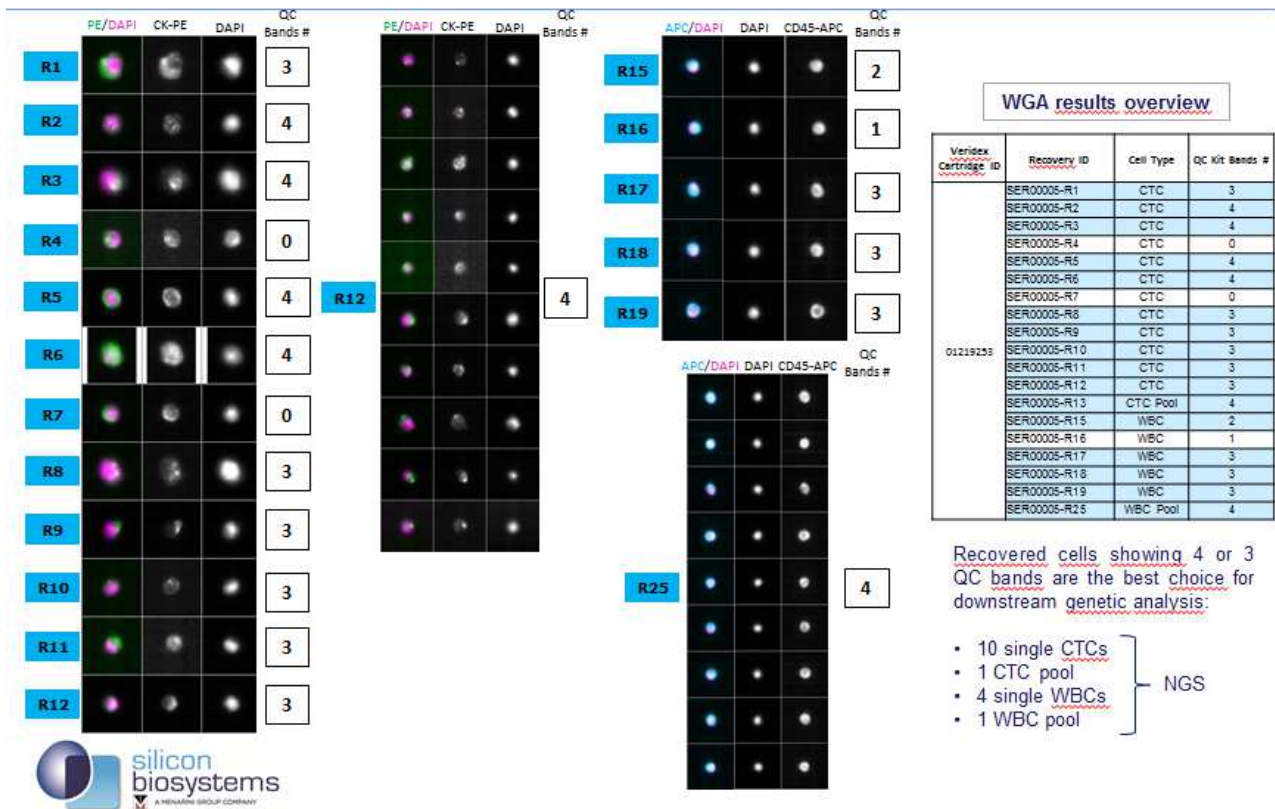 PE/DAPI CK-PE DAPI QC Bands #
R1 3
R2 4
R3 4
R4 0
R5 4
R6 4
R7 0
R8 3
R9 3
R10 3
R11 3
R12 3
PE/DAPI CK-PE DAPI QC Bands #
R12 4
APC/DAPI DAPI CD45-APC QC Bands #
R15 2
R16 1
R17 3
R18 3
R19 3
APC/DAPI DAPI CD45-APC QC Bands #
R25 4
WGA results overview
Veridex Cartridge ID Recovery ID Cell Type QC Kit Bands #
01219253
SER00005-R1 CTC 3
SER00005-R2 CTC 4
SER00005-R3 CTC 4
SER00005-R4 CTC 0
SER00005-R5 CTC 4
SER00005-R6 CTC 4
SER00005-R7 CTC 0
SER00005-R8 CTC 3
SER00005-R9 CTC 3
SER00005-R10 CTC 3
SER00005-R11 CTC 3
SER00005-R12 CTC 3
SER00005-R13 CTC Pool 4
SER00005-R15 WBC 2
SER00005-R16 WBC 1
SER00005-R17 WBC 3
SER00005-R18 WBC 3
SER00005-R19 WBC 3
SER00005-R25 WBC Pool 4
Recovered cells showing 4 or 3
QC bands are the best choice for
downstream genetic analysis:
• 10 single CTCs
• 1 CTC pool
• 4 single WBCs
• 1 WBC pool
NGS
silicon
biosystems
A MENARINI GROUP COMPANY